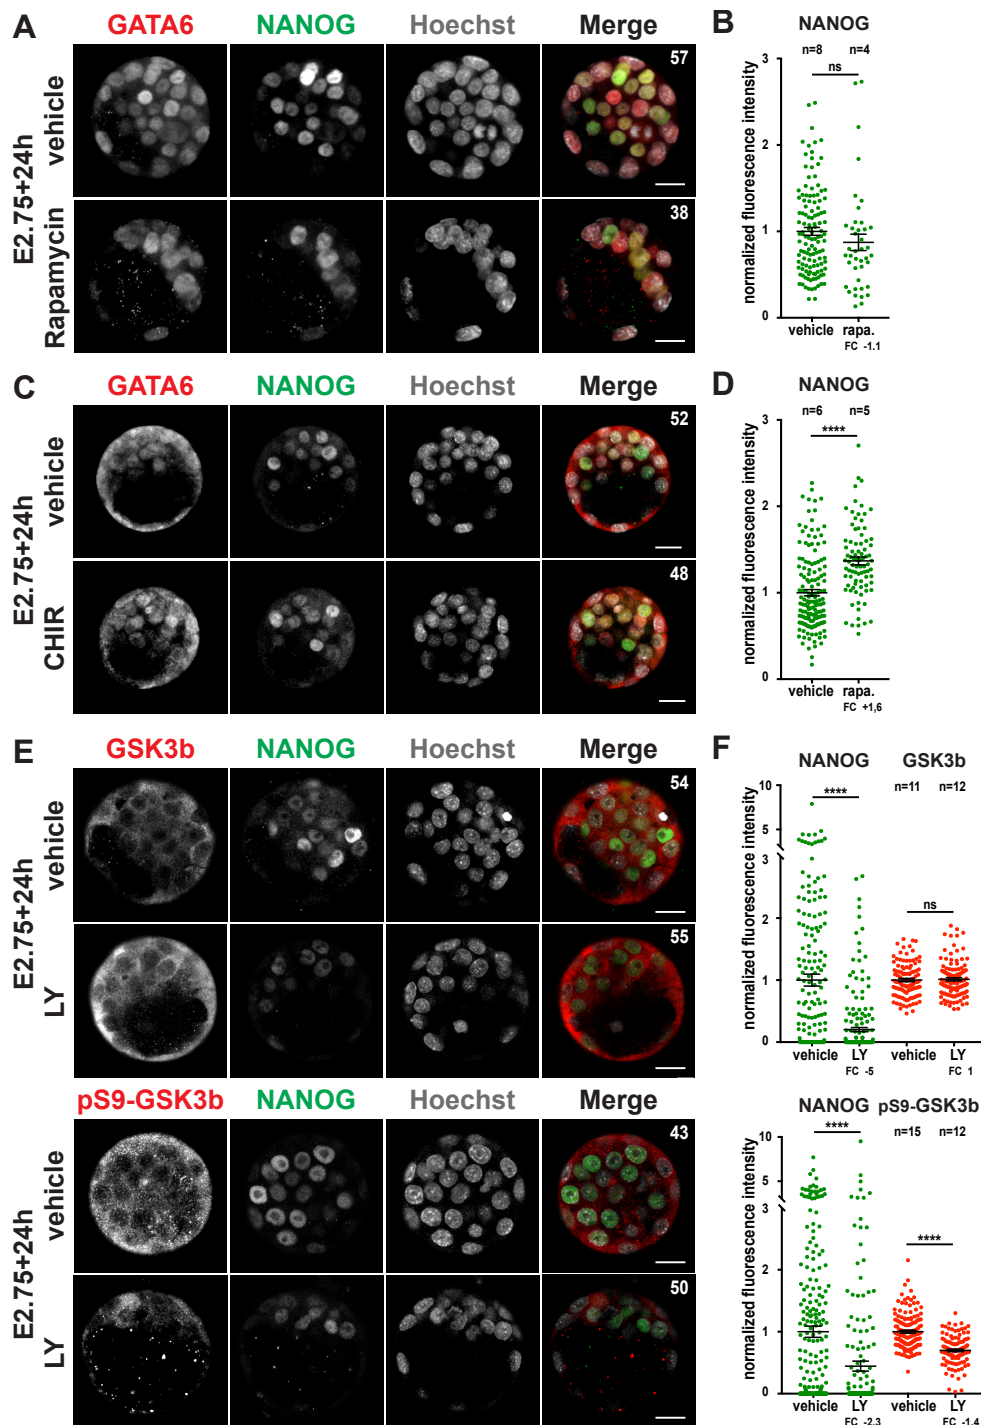 A
GATA6 NANOG Hoechst Merge
E2.75+24h
vehicle
57
Rapamycin
38
B
NANOG
n=8 n=4
ns
normalized fluorescence intensity
3
2
1
0
vehicle rapa.
FC -1.1
C
GATA6 NANOG Hoechst Merge
E2.75+24h
vehicle
52
CHIR
48
D
NANOG
n=6 n=5
****
normalized fluorescence intensity
3
2
1
0
vehicle rapa.
FC +1,6
E
GSK3b NANOG Hoechst Merge
E2.75+24h
vehicle
54
LY
55
pS9-GSK3b NANOG Hoechst Merge
E2.75+24h
vehicle
43
LY
50
F
NANOG GSK3b
n=11 n=12
****
ns
normalized fluorescence intensity
10
5
3
2
1
0
vehicle LY vehicle LY
FC -5 FC 1
NANOG pS9-GSK3b
n=15 n=12
****
****
normalized fluorescence intensity
10
5
3
2
1
0
vehicle LY vehicle LY
FC -2.3 FC -1.4